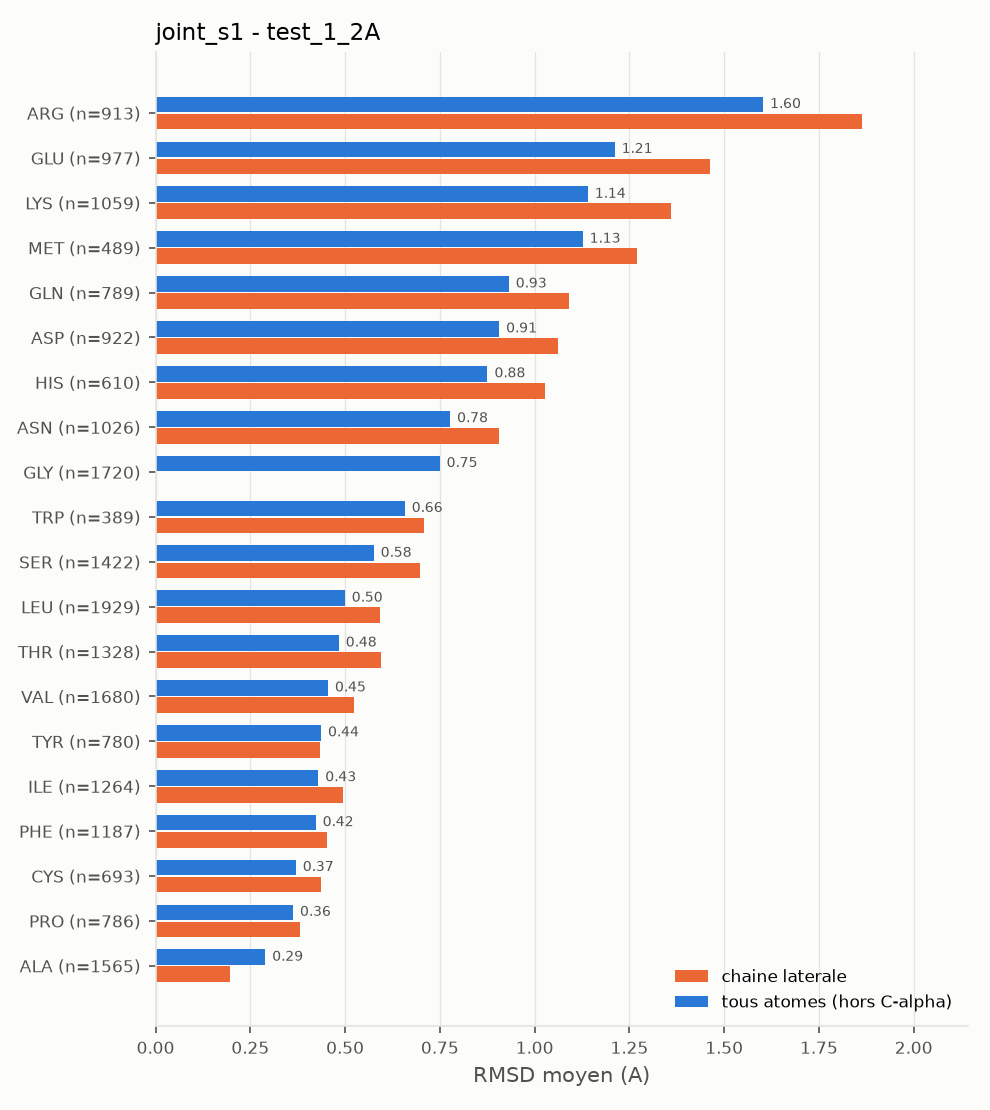 joint_s1 - test_1_2A
ARG (n=913) 1.60
GLU (n=977) 1.21
LYS (n=1059) 1.14
MET (n=489) 1.13
GLN (n=789) 0.93
ASP (n=922) 0.91
HIS (n=610) 0.88
ASN (n=1026) 0.78
GLY (n=1720) 0.75
TRP (n=389) 0.66
SER (n=1422) 0.58
LEU (n=1929) 0.50
THR (n=1328) 0.48
VAL (n=1680) 0.45
TYR (n=780) 0.44
ILE (n=1264) 0.43
PHE (n=1187) 0.42
CYS (n=693) 0.37
PRO (n=786) 0.36
ALA (n=1565) 0.29
chaine laterale
tous atomes (hors C-alpha)
0.00 0.25 0.50 0.75 1.00 1.25 1.50 1.75 2.00
RMSD moyen (A)